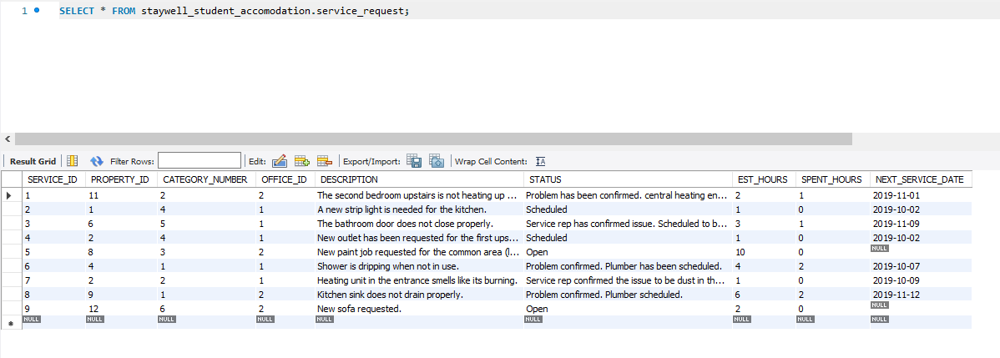 1 SELECT * FROM staywell_student_accomodation.service_request;
Result Grid Filter Rows: Edit: Export/Import: Wrap Cell Content:
SERVICE_ID PROPERTY_ID CATEGORY_NUMBER OFFICE_ID DESCRIPTION STATUS EST_HOURS SPENT_HOURS NEXT_SERVICE_DATE
1 11 2 2 The second bedroom upstairs is not heating up ... Problem has been confirmed. central heating en... 2 1 2019-11-01
2 1 4 1 A new strip light is needed for the kitchen. Scheduled 1 0 2019-10-02
3 6 5 1 The bathroom door does not close properly. Service rep has confirmed issue. Scheduled to b... 3 1 2019-11-09
4 2 4 1 New outlet has been requested for the first ups... Scheduled 1 0 2019-10-02
5 8 3 2 New paint job requested for the common area (l... Open 10 0 NULL
6 4 1 1 Shower is dripping when not in use. Problem confirmed. Plumber has been scheduled. 4 2 2019-10-07
7 2 2 1 Heating unit in the entrance smells like its burning. Service rep confirmed the issue to be dust in th... 1 0 2019-10-09
8 9 1 2 Kitchen sink does not drain properly. Problem confirmed. Plumber scheduled. 6 2 2019-11-12
9 12 6 2 New sofa requested. Open 2 0 NULL
NULL NULL NULL NULL NULL NULL NULL NULL NULL